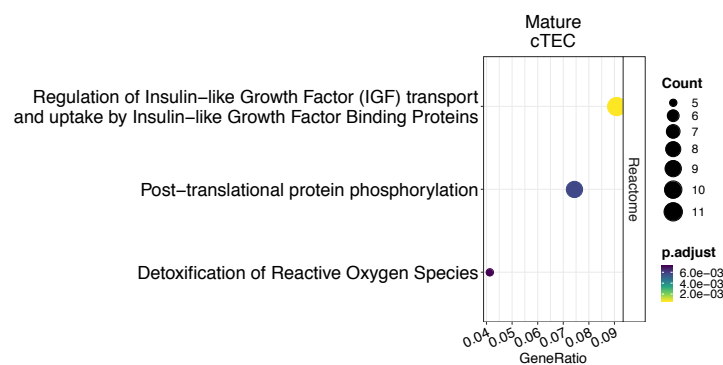 Mature
cTEC
Regulation of Insulin−like Growth Factor (IGF) transport
and uptake by Insulin−like Growth Factor Binding Proteins
Post−translational protein phosphorylation
Detoxification of Reactive Oxygen Species
Reactome
0.04
0.05
0.06
0.07
0.08
0.09
GeneRatio
Count
5
6
7
8
9
10
11
p.adjust
6.0e−03
4.0e−03
2.0e−03